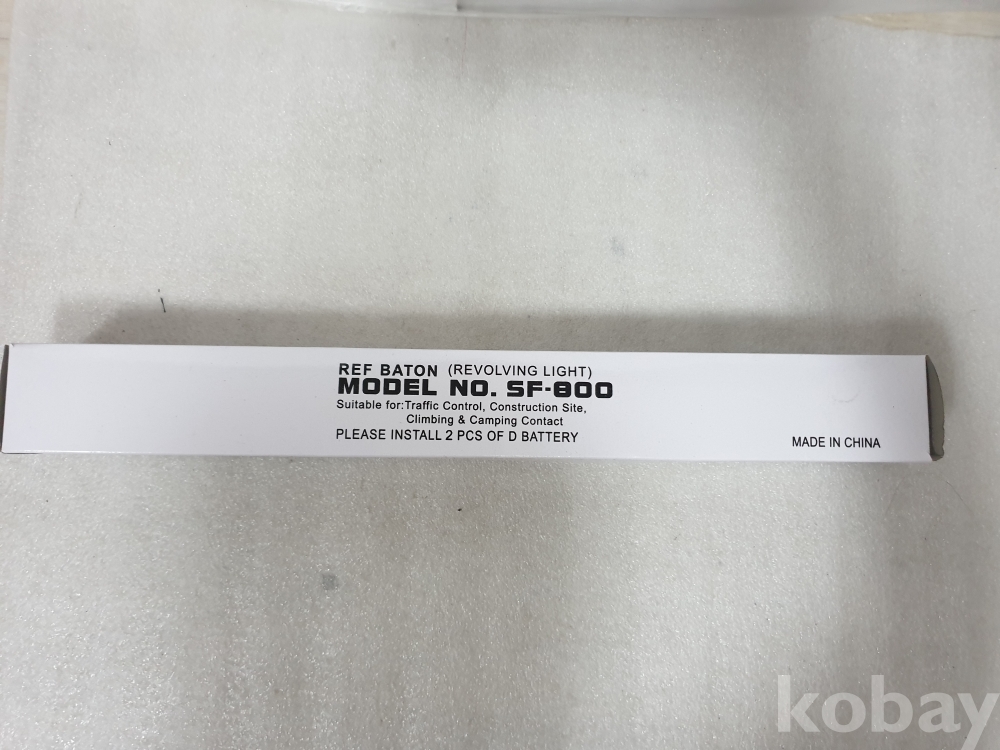 REF BATON (REVOLVING LIGHT)
MODEL NO. SF-800
Suitable for:Traffic Control, Construction Site,
Climbing & Camping Contact
PLEASE INSTALL 2 PCS OF D BATTERY
MADE IN CHINA
kobay